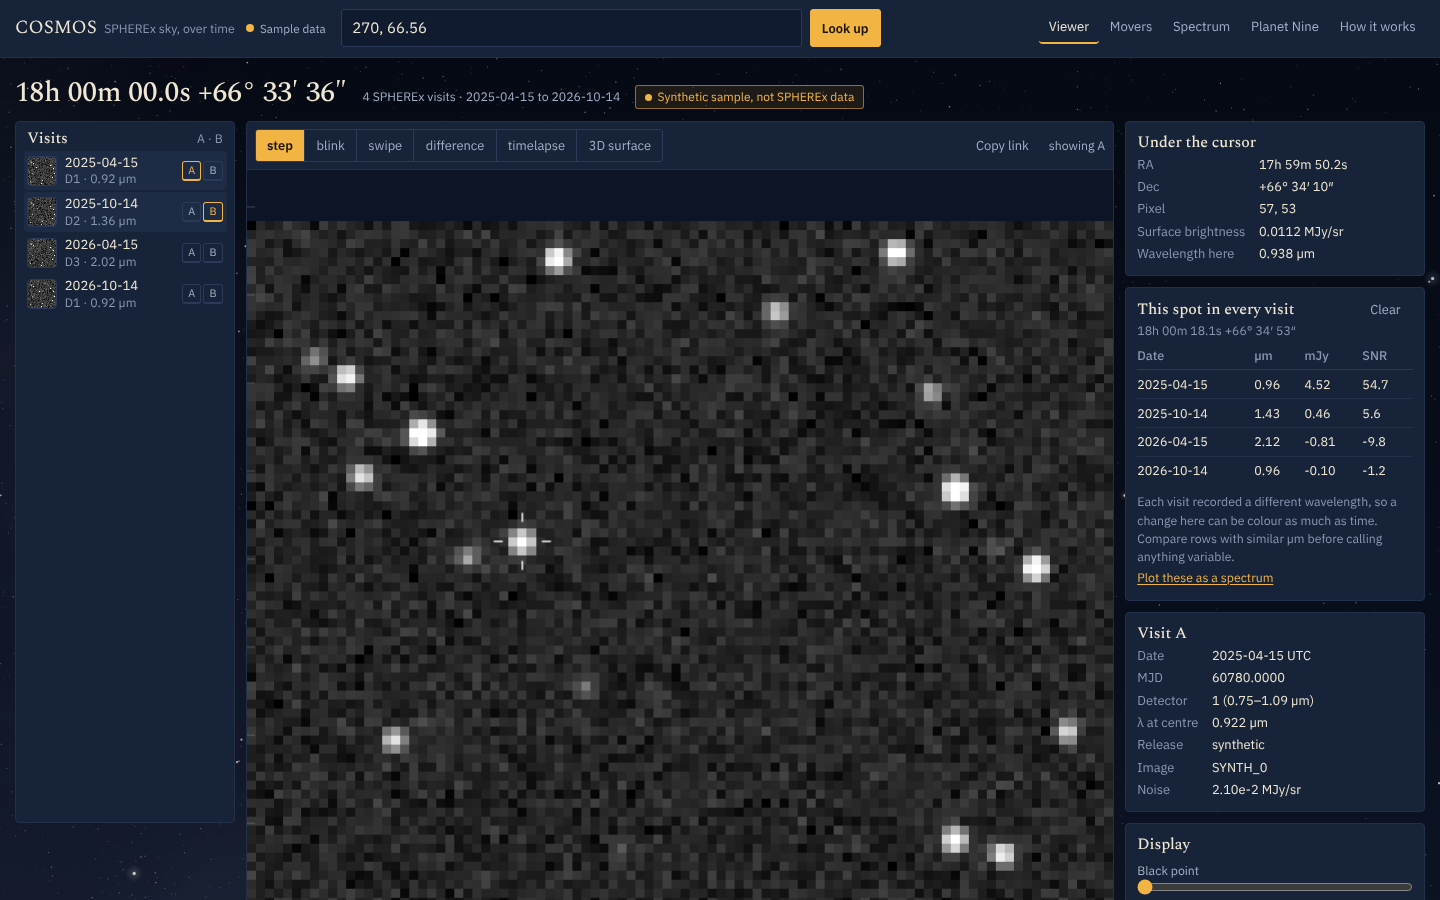 COSMOS SPHEREx sky, over time Sample data 270, 66.56 Look up Viewer Movers Spectrum Planet Nine How it works
18h 00m 00.0s +66° 33′ 36″ 4 SPHEREx visits · 2025-04-15 to 2026-10-14 Synthetic sample, not SPHEREx data
Visits A · B
2025-04-15
D1 · 0.92 µm A B
2025-10-14
D2 · 1.36 µm A B
2026-04-15
D3 · 2.02 µm A B
2026-10-14
D1 · 0.92 µm A B
step blink swipe difference timelapse 3D surface Copy link showing A
Under the cursor
RA 17h 59m 50.2s
Dec +66° 34′ 10″
Pixel 57, 53
Surface brightness 0.0112 MJy/sr
Wavelength here 0.938 µm
This spot in every visit Clear
18h 00m 18.1s +66° 34′ 53″
Date µm mJy SNR
2025-04-15 0.96 4.52 54.7
2025-10-14 1.43 0.46 5.6
2026-04-15 2.12 -0.81 -9.8
2026-10-14 0.96 -0.10 -1.2
Each visit recorded a different wavelength, so a
change here can be colour as much as time.
Compare rows with similar µm before calling
anything variable.
Plot these as a spectrum
Visit A
Date 2025-04-15 UTC
MJD 60780.0000
Detector 1 (0.75–1.09 µm)
λ at centre 0.922 µm
Release synthetic
Image SYNTH_0
Noise 2.10e-2 MJy/sr
Display
Black point